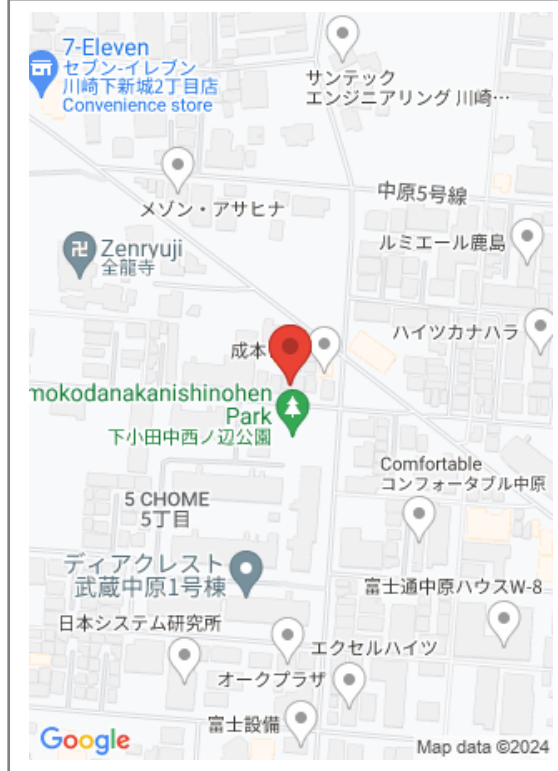 7-Eleven
セブン-イレブン
川崎下新城2丁目店
Convenience store
サンテック
エンジニアリング 川崎…
中原5号線
メゾン・アサヒナ
ルミエール鹿島
Zenryuji
全龍寺
成本
ハイツカナハラ
mokodanakanishinohen
Park
下小田中西ノ辺公園
Comfortable
コンフォータブル中原
5 CHOME
5丁目
ディアクレスト
武蔵中原1号棟
富士通中原ハウスW-8
日本システム研究所
エクセルハイツ
オークプラザ
富士設備
Google
Map data ©2024